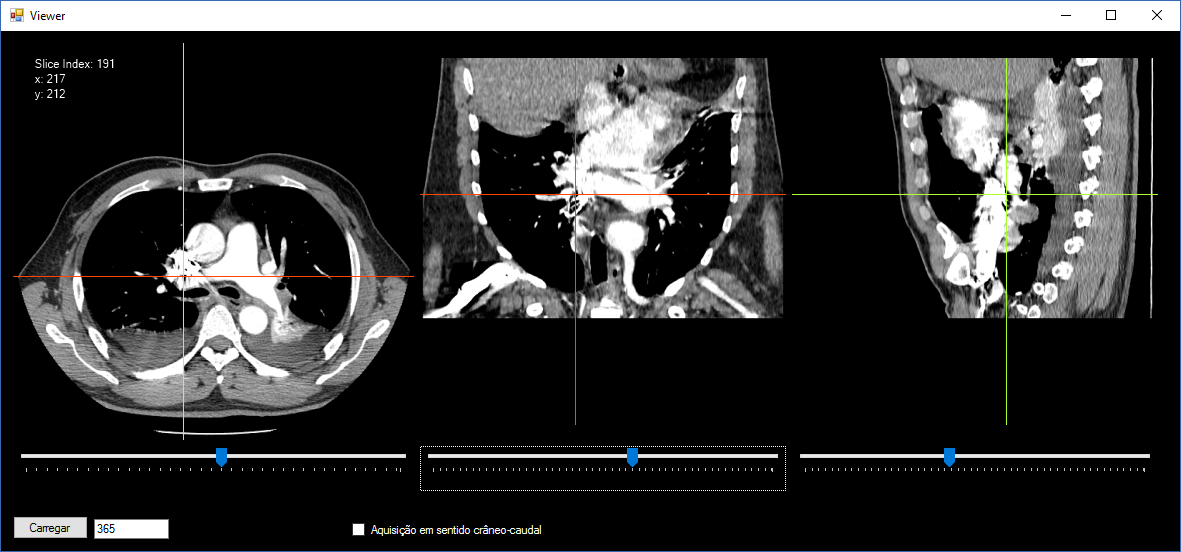 Viewer
Slice Index: 191
x: 217
y: 212
Carregar
365
Aquisição em sentido crâneo-caudal